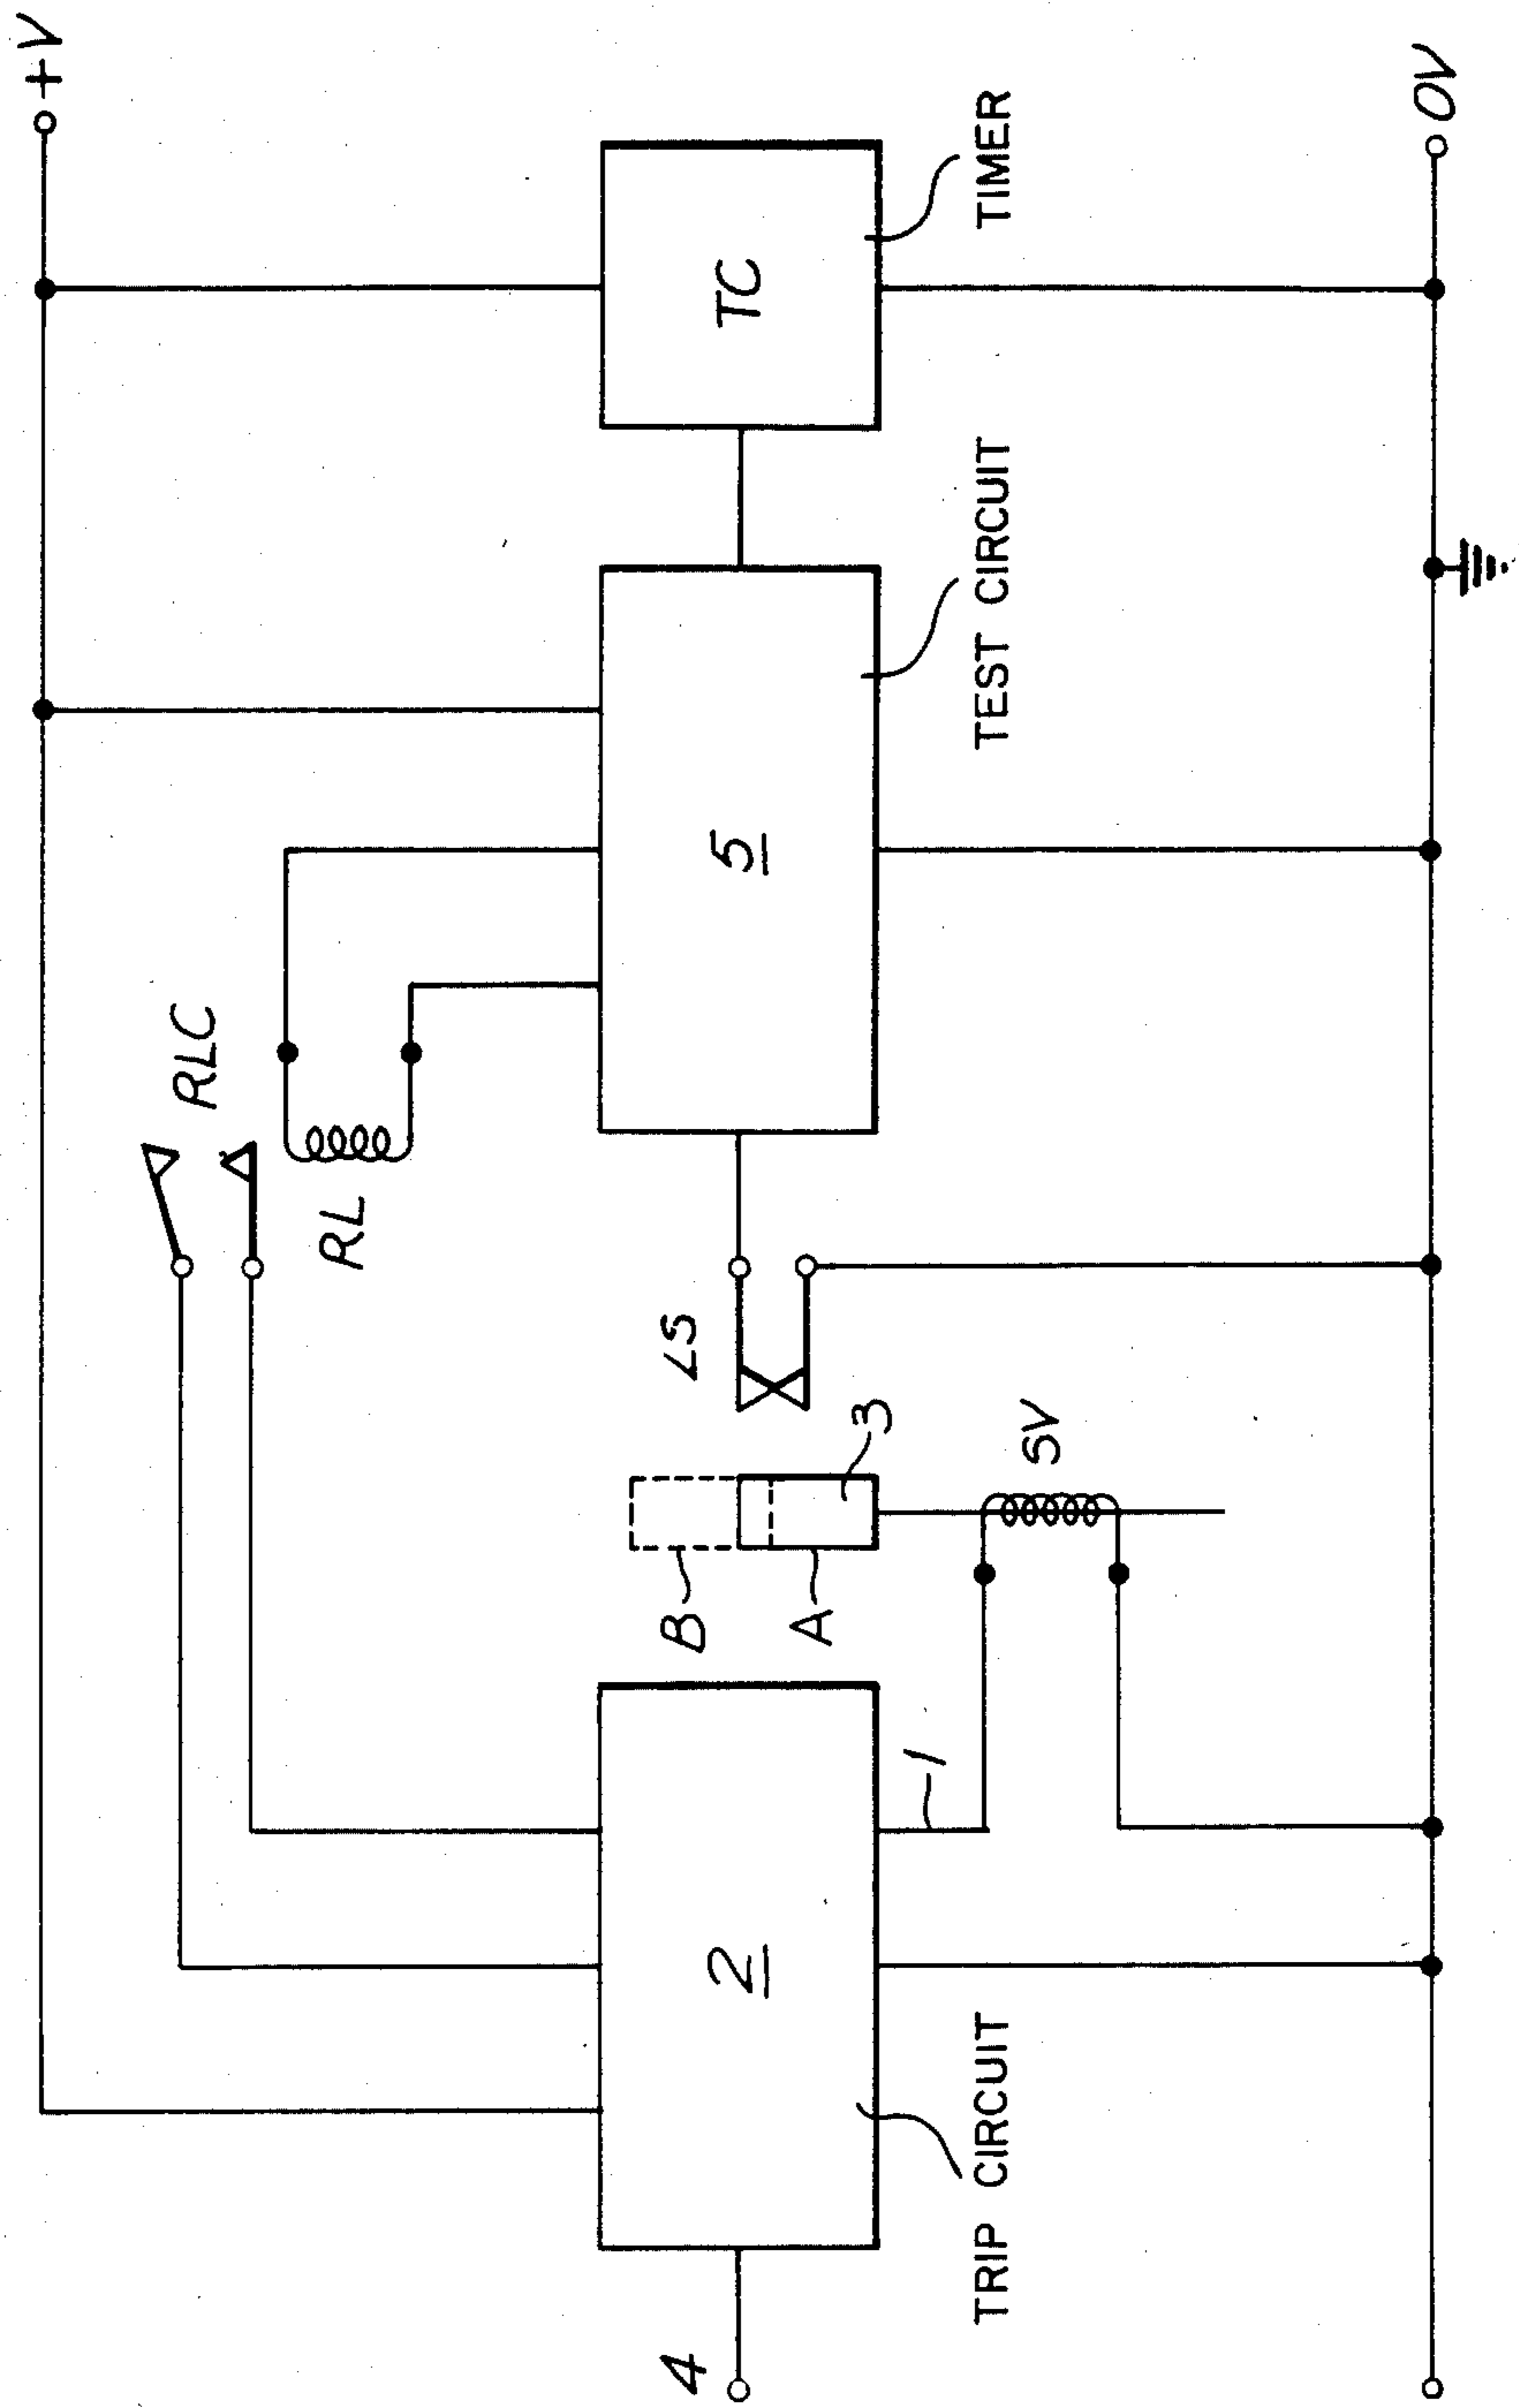 +V
RLC
RL
LS
B
A
3
SV
1
4
2
5
TC
TRIP CIRCUIT
TEST CIRCUIT
TIMER
0V